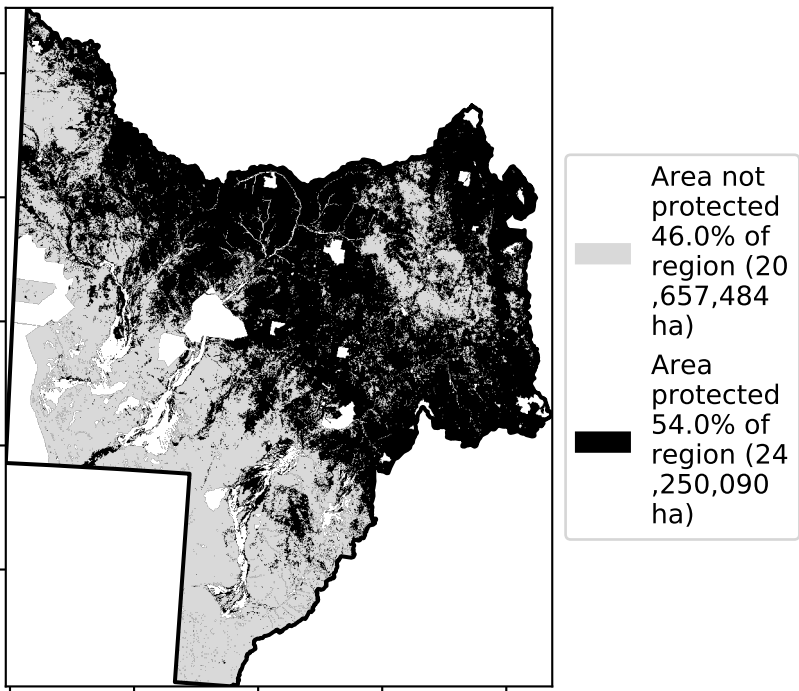 Area not
protected
46.0% of
region (20
,657,484
ha)
Area
protected
54.0% of
region (24
,250,090
ha)